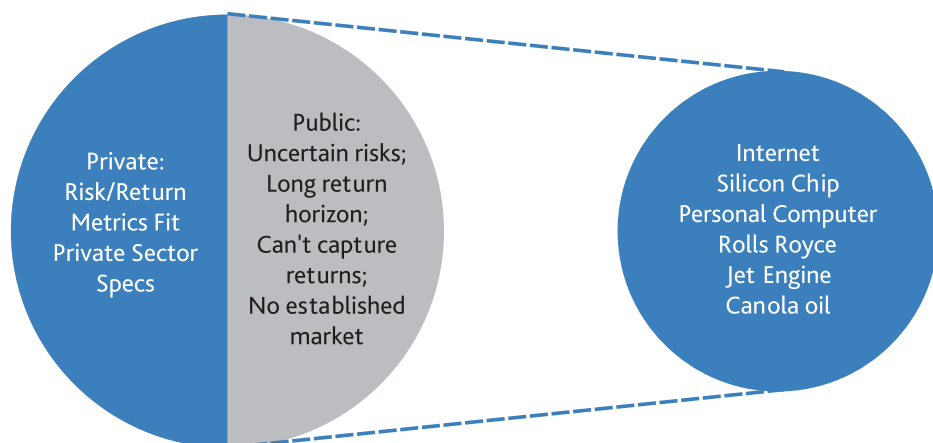 Private:
Risk/Return
Metrics Fit
Private Sector
Specs
Public:
Uncertain risks;
Long return
horizon;
Can't capture
returns;
No established
market
Internet
Silicon Chip
Personal Computer
Rolls Royce
Jet Engine
Canola oil